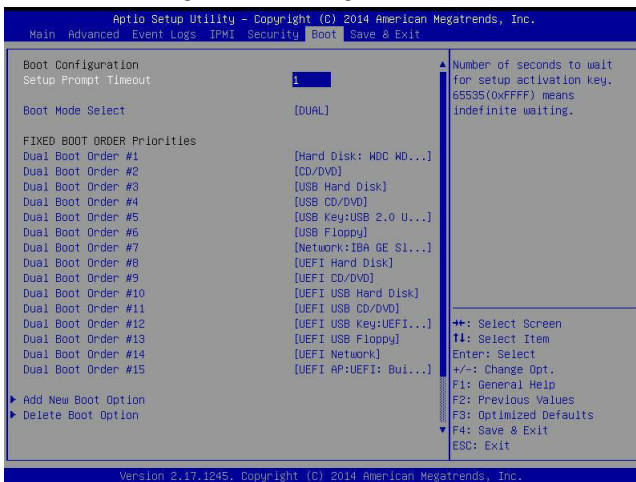 Aptio Setup Utility - Copyright (C) 2014 American Megatrends, Inc.
Main Advanced Event Logs IPMI Security Boot Save & Exit
Boot Configuration
Setup Prompt Timeout 1
Boot Mode Select [DUAL]
FIXED BOOT ORDER Priorities
Dual Boot Order #1 [Hard Disk: WDC WD...]
Dual Boot Order #2 [CD/DVD]
Dual Boot Order #3 [USB Hard Disk]
Dual Boot Order #4 [USB CD/DVD]
Dual Boot Order #5 [USB Key:USB 2.0 U...]
Dual Boot Order #6 [USB Floppy]
Dual Boot Order #7 [Network:IBA GE Sl...]
Dual Boot Order #8 [UEFI Hard Disk]
Dual Boot Order #9 [UEFI CD/DVD]
Dual Boot Order #10 [UEFI USB Hard Disk]
Dual Boot Order #11 [UEFI USB CD/DVD]
Dual Boot Order #12 [UEFI USB Key:UEFI...]
Dual Boot Order #13 [UEFI USB Floppy]
Dual Boot Order #14 [UEFI Network]
Dual Boot Order #15 [UEFI AP:UEFI: Bui...]
Add New Boot Option
Delete Boot Option
Number of seconds to wait
for setup activation key.
65535(0xFFFF) means
indefinite waiting.
→←: Select Screen
↑↓: Select Item
Enter: Select
+/-: Change Opt.
F1: General Help
F2: Previous Values
F3: Optimized Defaults
F4: Save & Exit
ESC: Exit
Version 2.17.1245. Copyright (C) 2014 American Megatrends, Inc.